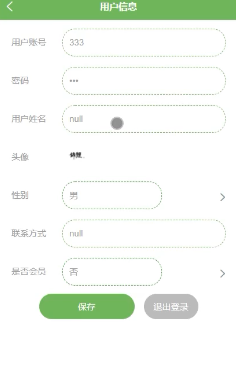 用户信息
用户账号 333
密码 •••
用户姓名 null
头像
性别 男
联系方式 null
是否会员 否
保存 退出登录